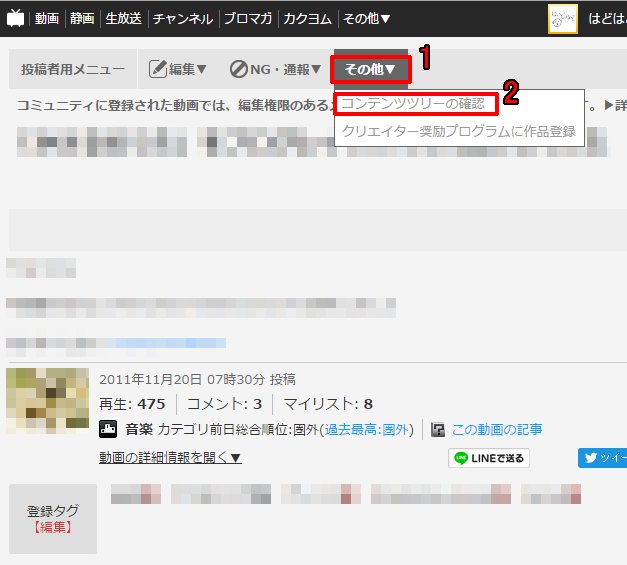 動画 静画 生放送 チャンネル ブロマガ カクヨム その他▼ はどは
投稿者用メニュー 編集▼ NG・通報▼ その他▼ 1
コミュニティに登録された動画では、編集権限のある す。▶詳
コンテンツツリーの確認 2
クリエイター奨励プログラムに作品登録
2011年11月20日 07時30分 投稿
再生: 475 コメント: 3 マイリスト: 8
音楽 カテゴリ前日総合順位:圏外(過去最高:圏外) この動画の記事
動画の詳細情報を開く▼ LINEで送る ツイー
登録タグ
【編集】